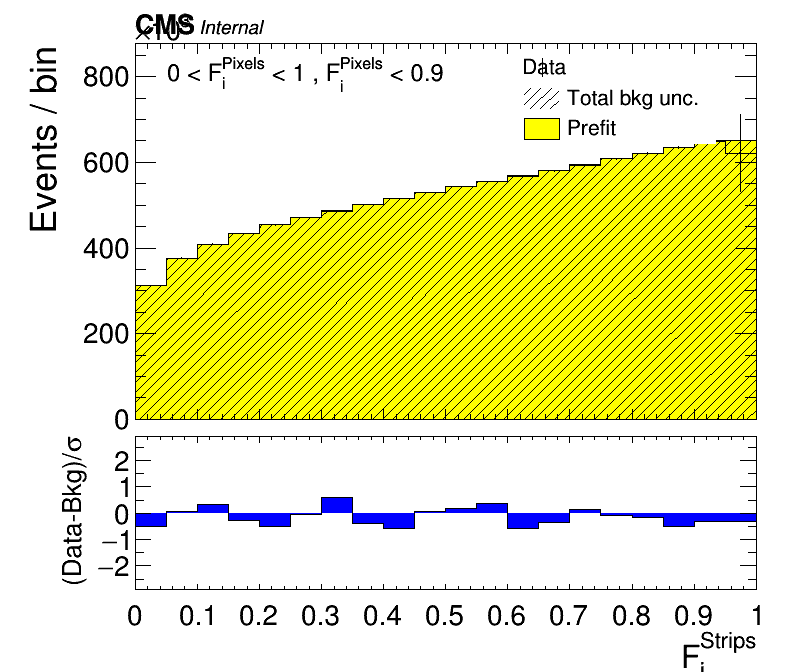 CMS Internal
×10³
0 < F_i^Pixels < 1 , F_i^Pixels < 0.9
Data
Total bkg unc.
Prefit
Events / bin
800
600
400
200
0
(Data-Bkg)/σ
2
1
0
−1
−2
0 0.1 0.2 0.3 0.4 0.5 0.6 0.7 0.8 0.9 1
F_i^Strips